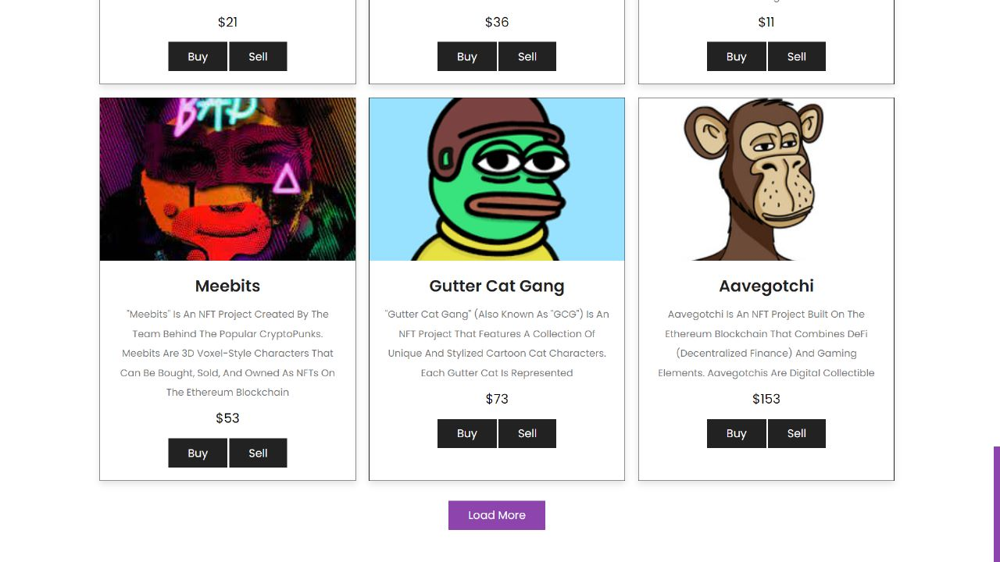 $21
Buy Sell
$36
Buy Sell
$11
Buy Sell
BAD
Meebits
"Meebits" Is An NFT Project Created By The
Team Behind The Popular CryptoPunks.
Meebits Are 3D Voxel-Style Characters That
Can Be Bought, Sold, And Owned As NFTs On
The Ethereum Blockchain
$53
Buy Sell
Gutter Cat Gang
"Gutter Cat Gang" (Also Known As "GCG") Is An
NFT Project That Features A Collection Of
Unique And Stylized Cartoon Cat Characters.
Each Gutter Cat Is Represented
$73
Buy Sell
Aavegotchi
Aavegotchi Is An NFT Project Built On The
Ethereum Blockchain That Combines DeFi
(Decentralized Finance) And Gaming
Elements. Aavegotchis Are Digital Collectible
$153
Buy Sell
Load More